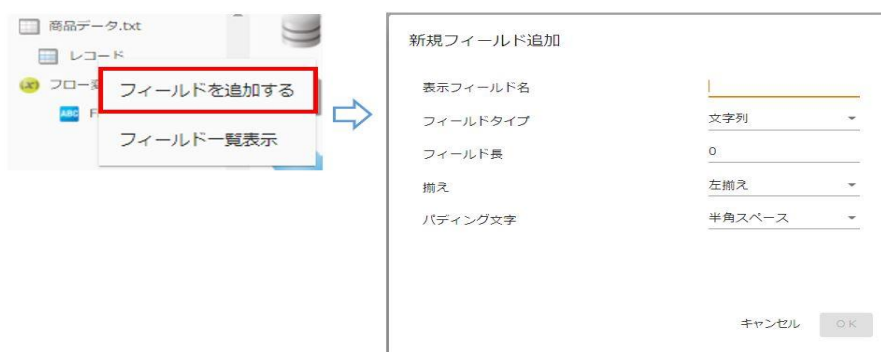 商品データ.txt
レコード
フロー変
F
フィールドを追加する
フィールド一覧表示
新規フィールド追加
表示フィールド名
フィールドタイプ 文字列
フィールド長 0
揃え 左揃え
パディング文字 半角スペース
キャンセル OK